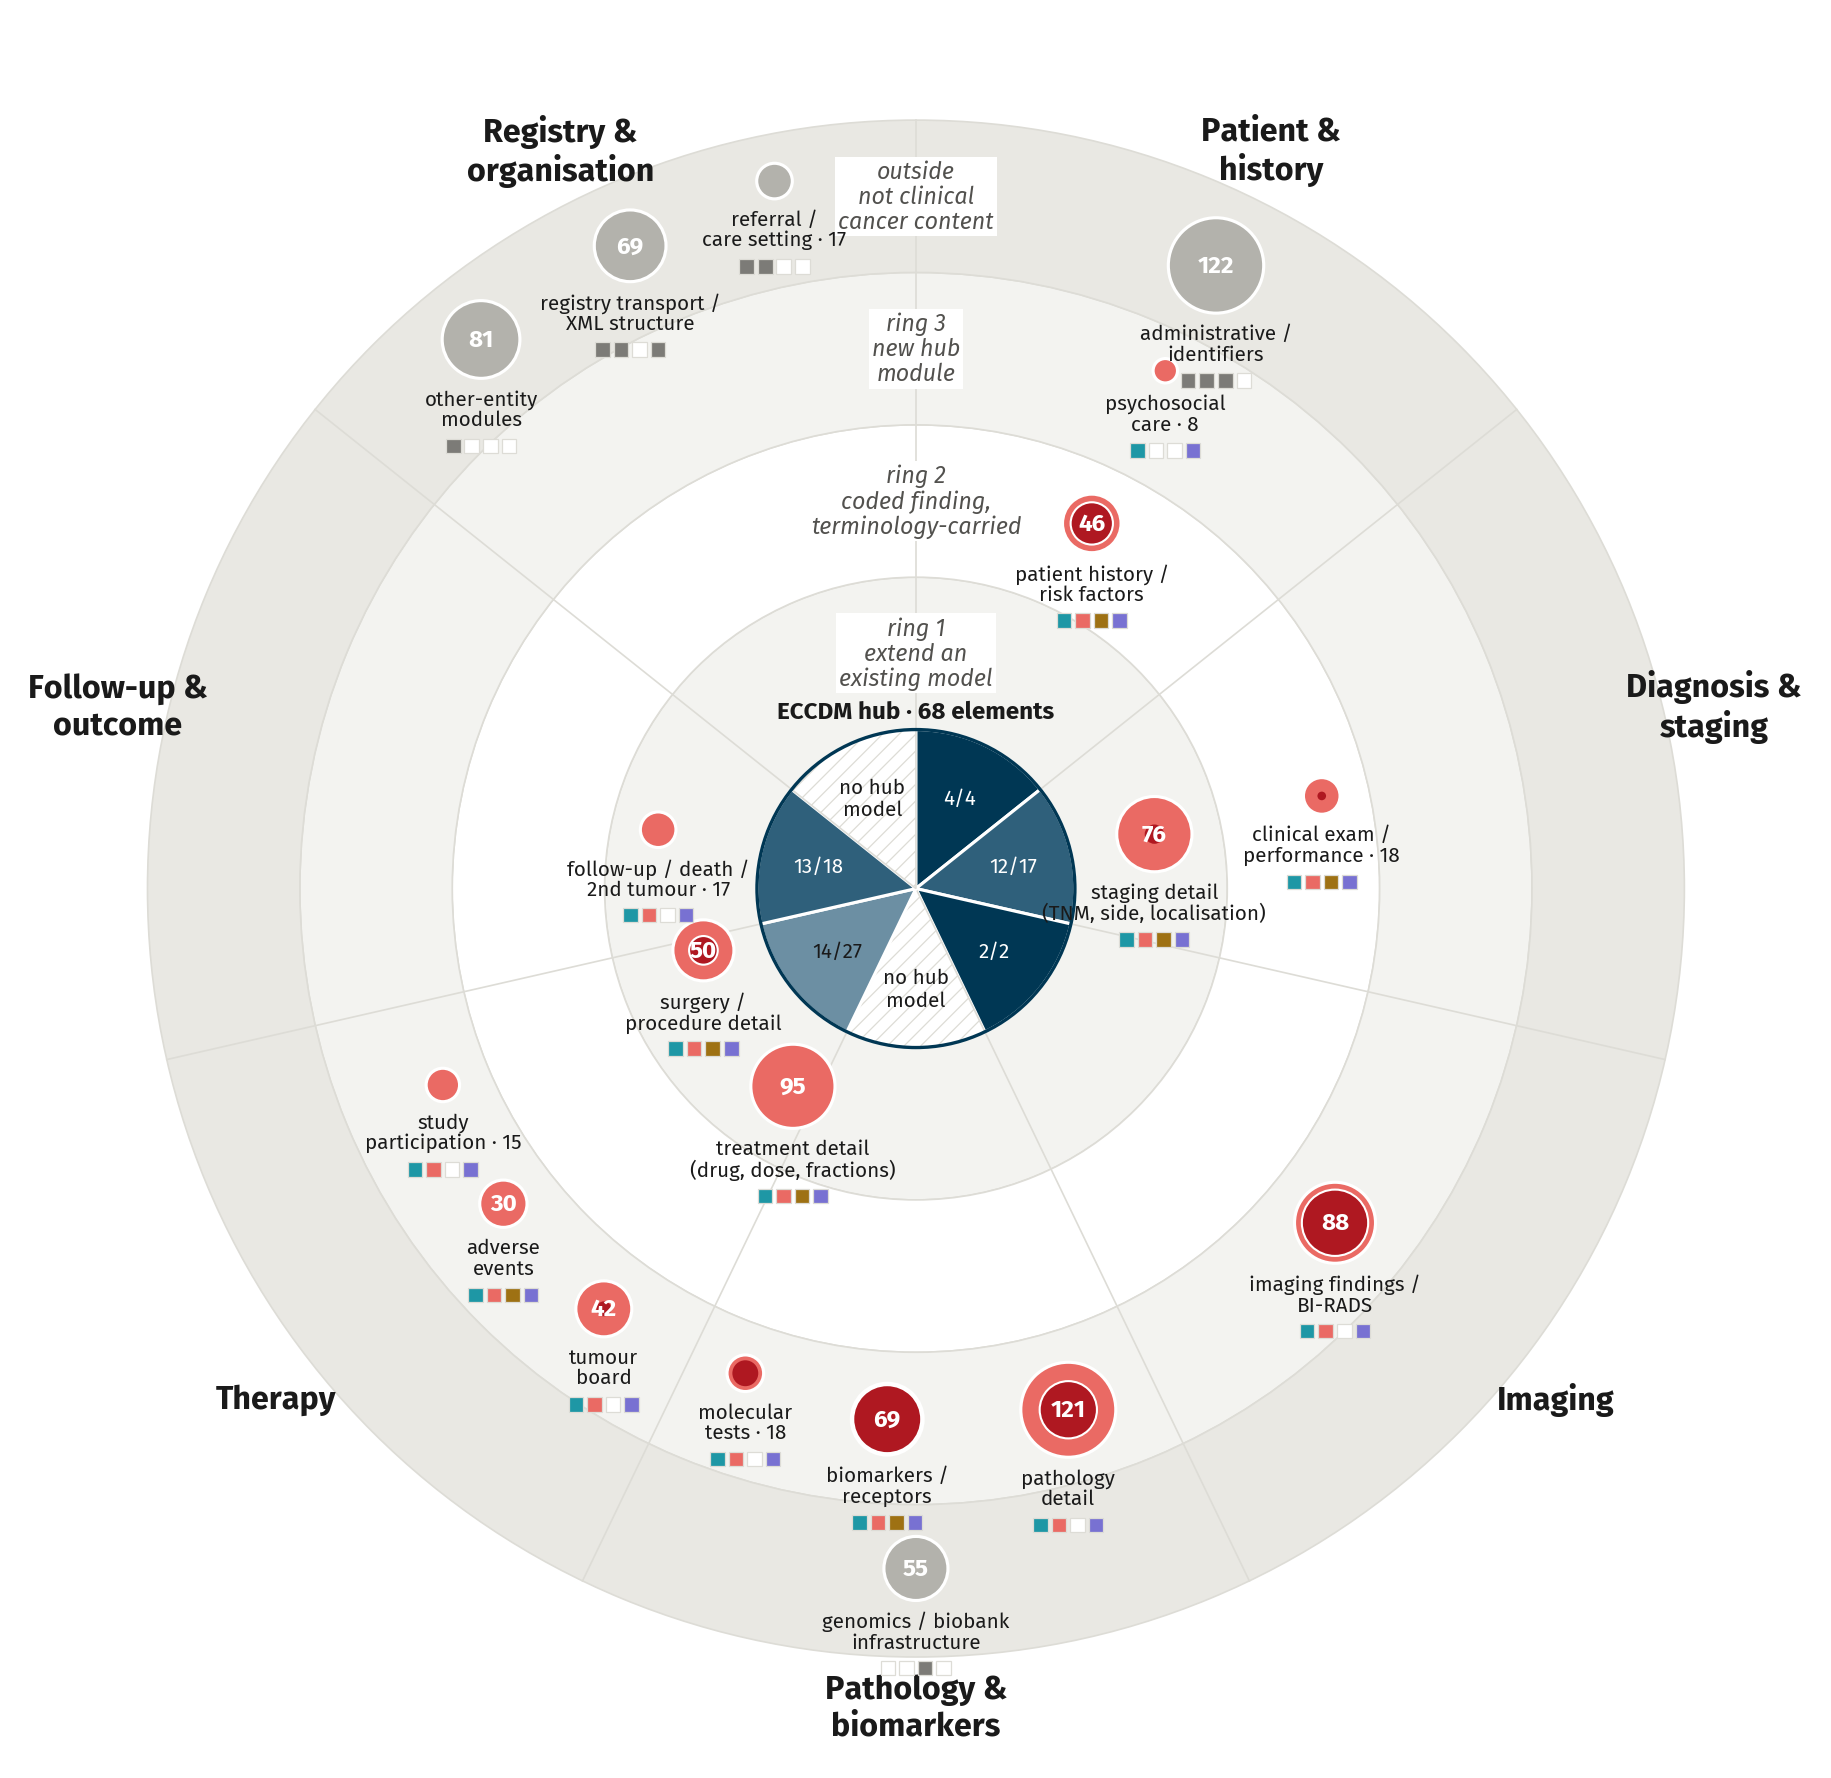 Registry &
organisation
Patient &
history
outside
not clinical
cancer content
referral /
care setting · 17
69
registry transport /
XML structure
122
administrative /
identifiers
81
other-entity
modules
ring 3
new hub
module
psychosocial
care · 8
ring 2
coded finding,
terminology-carried
46
patient history /
risk factors
ring 1
extend an
existing model
Follow-up &
outcome
Diagnosis &
staging
ECCDM hub · 68 elements
no hub
model
4/4
13/18
12/17
14/27
2/2
no hub
model
follow-up / death /
2nd tumour · 17
76
staging detail
(TNM, side, localisation)
clinical exam /
performance · 18
50
surgery /
procedure detail
95
treatment detail
(drug, dose, fractions)
study
participation · 15
30
adverse
events
42
tumour
board
88
imaging findings /
BI-RADS
Therapy
Imaging
molecular
tests · 18
69
biomarkers /
receptors
121
pathology
detail
55
genomics / biobank
infrastructure
Pathology &
biomarkers